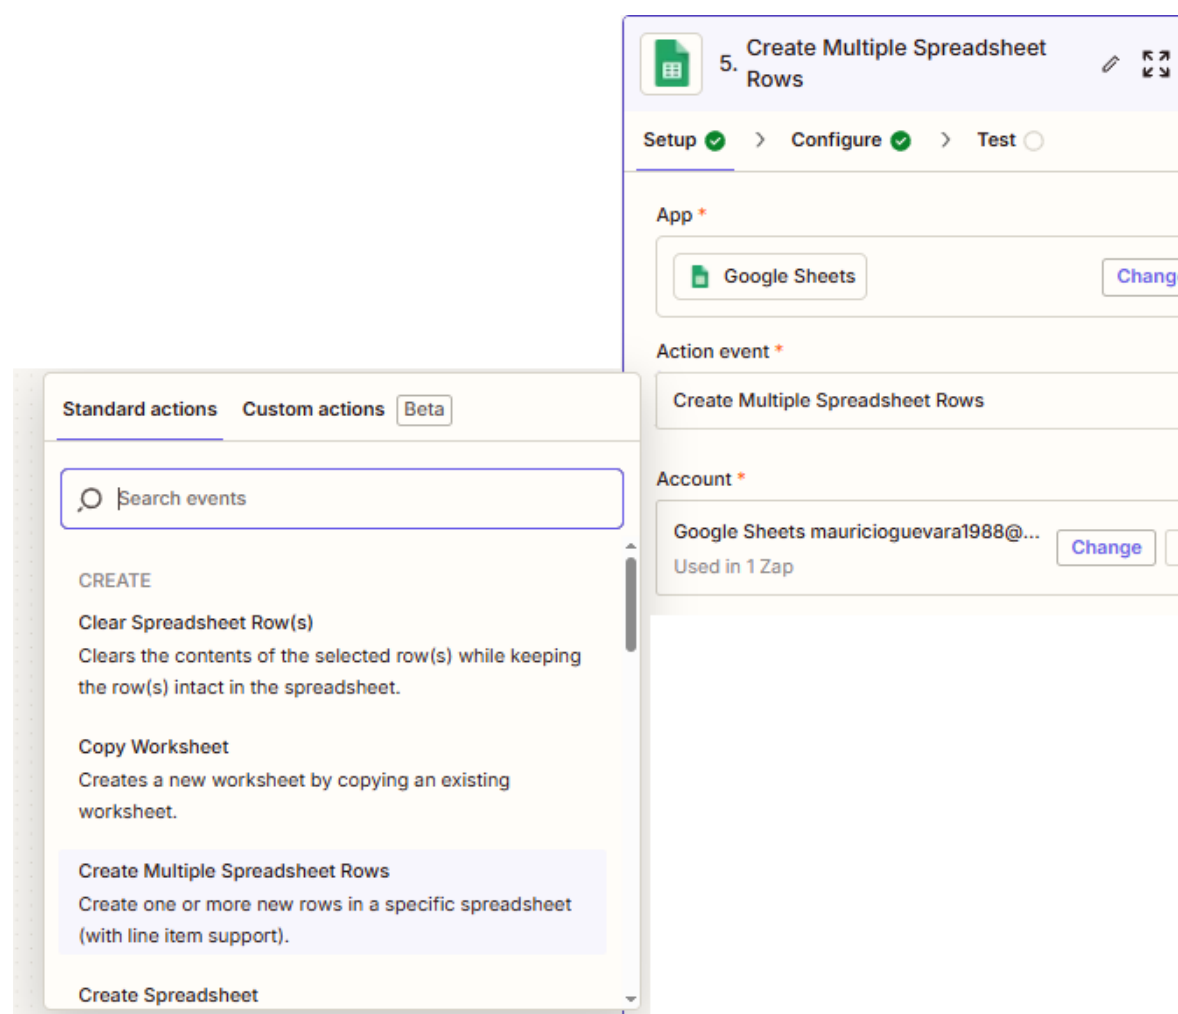 5. Create Multiple Spreadsheet
Rows
Setup > Configure > Test
App *
Google Sheets
Change
Action event *
Create Multiple Spreadsheet Rows
Account *
Google Sheets mauricioguevara1988@...
Used in 1 Zap
Change
Standard actions Custom actions Beta
Search events
CREATE
Clear Spreadsheet Row(s)
Clears the contents of the selected row(s) while keeping
the row(s) intact in the spreadsheet.
Copy Worksheet
Creates a new worksheet by copying an existing
worksheet.
Create Multiple Spreadsheet Rows
Create one or more new rows in a specific spreadsheet
(with line item support).
Create Spreadsheet